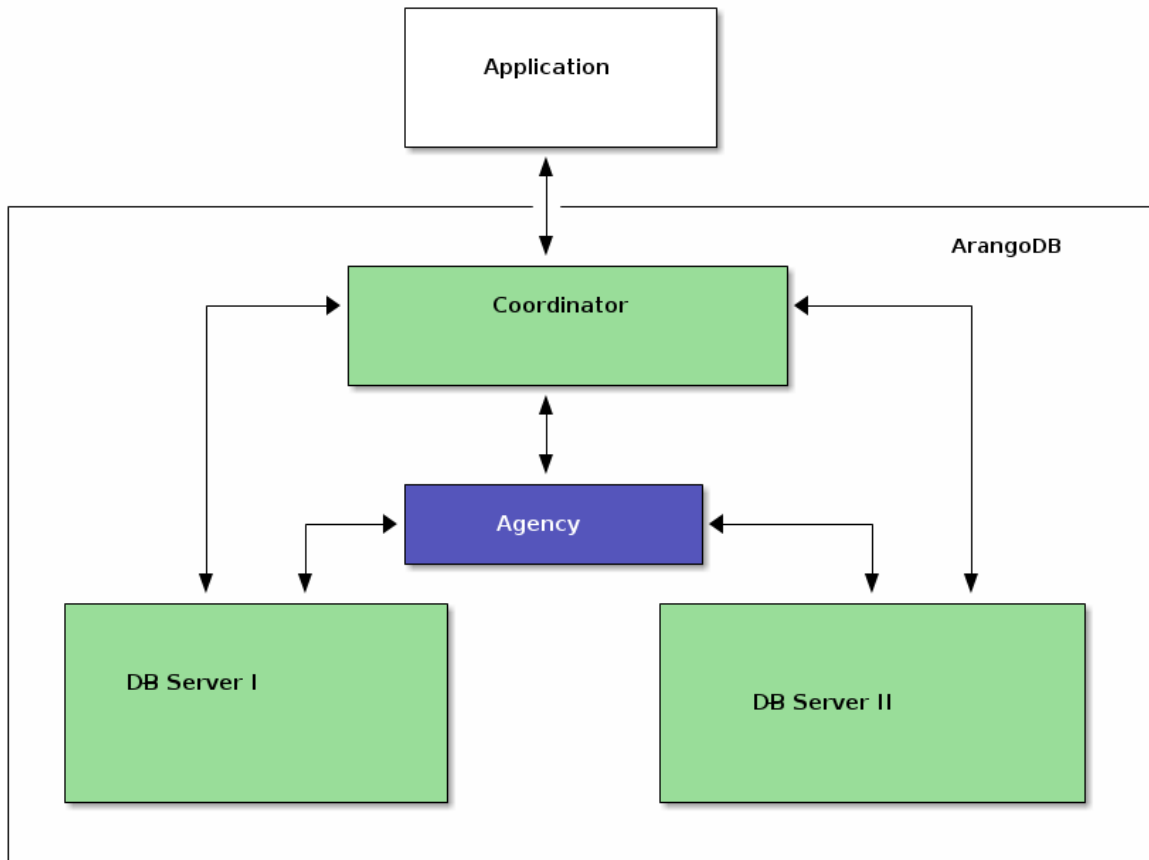 Application
ArangoDB
Coordinator
Agency
DB Server I
DB Server II